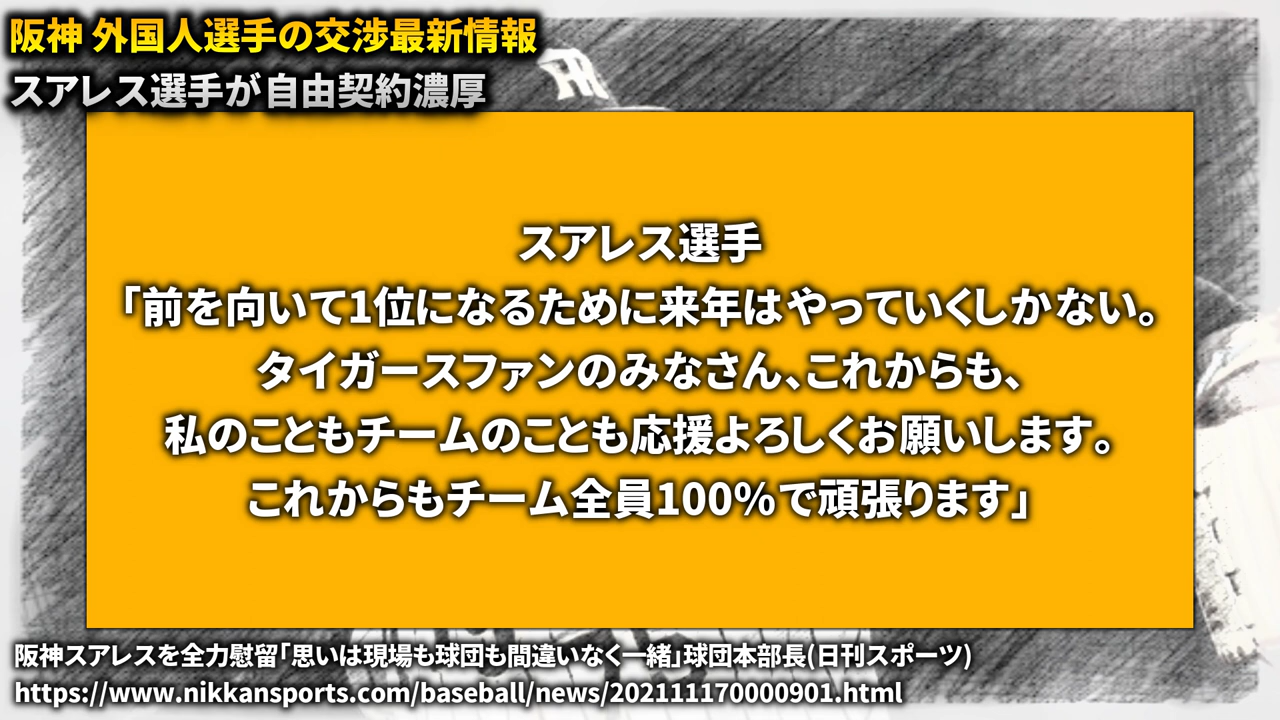 阪神 外国人選手の交渉最新情報
スアレス選手が自由契約濃厚
スアレス選手
「前を向いて1位になるために来年はやっていくしかない。
タイガースファンのみなさん、これからも、
私のこともチームのことも応援よろしくお願いします。
これからもチーム全員100％で頑張ります」
阪神スアレスを全力慰留「思いは現場も球団も間違いなく一緒」球団本部長(日刊スポーツ)
https://www.nikkansports.com/baseball/news/202111170000901.html